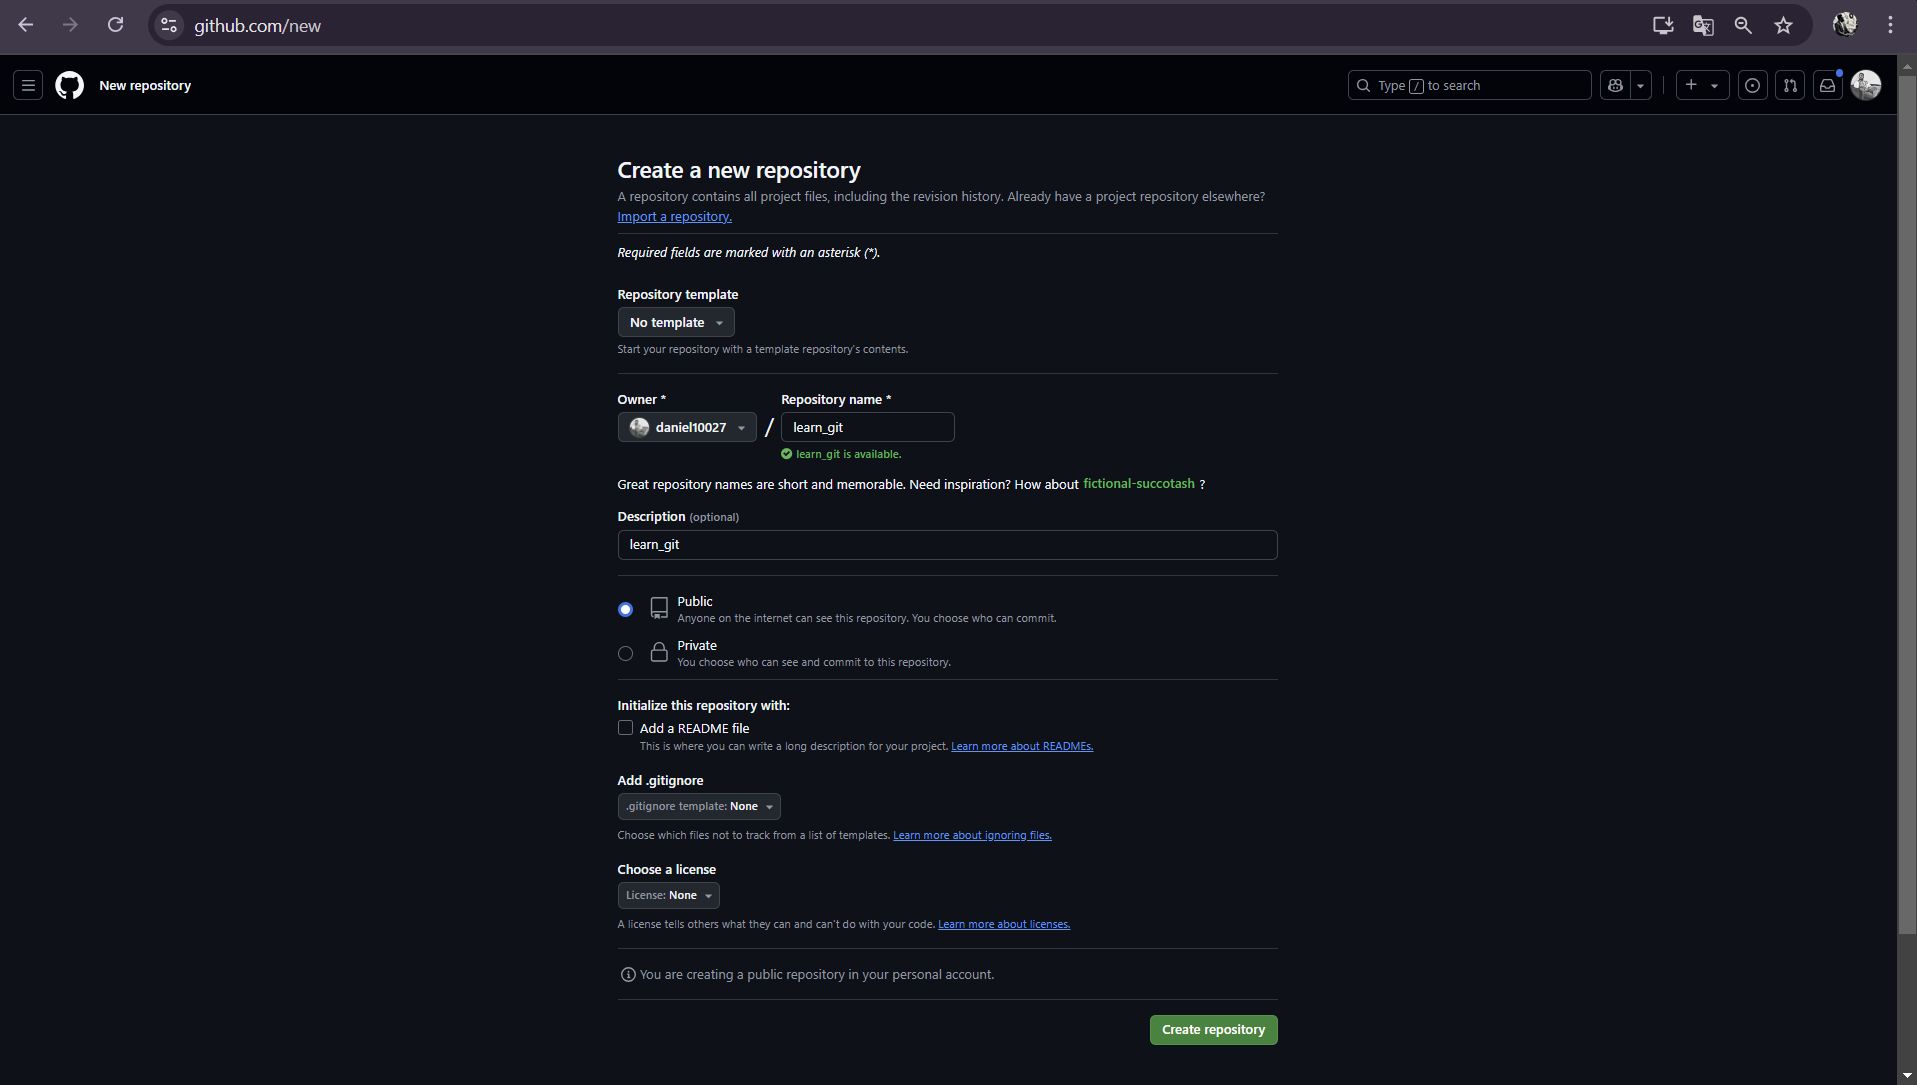 github.com/new
New repository
Type / to search
Create a new repository
A repository contains all project files, including the revision history. Already have a project repository elsewhere?
Import a repository.
Required fields are marked with an asterisk (*).
Repository template
No template
Start your repository with a template repository's contents.
Owner *
Repository name *
daniel10027
/
learn_git
learn_git is available.
Great repository names are short and memorable. Need inspiration? How about fictional-succotash ?
Description (optional)
learn_git
Public
Anyone on the internet can see this repository. You choose who can commit.
Private
You choose who can see and commit to this repository.
Initialize this repository with:
Add a README file
This is where you can write a long description for your project. Learn more about READMEs.
Add .gitignore
.gitignore template: None
Choose which files not to track from a list of templates. Learn more about ignoring files.
Choose a license
License: None
A license tells others what they can and can't do with your code. Learn more about licenses.
You are creating a public repository in your personal account.
Create repository